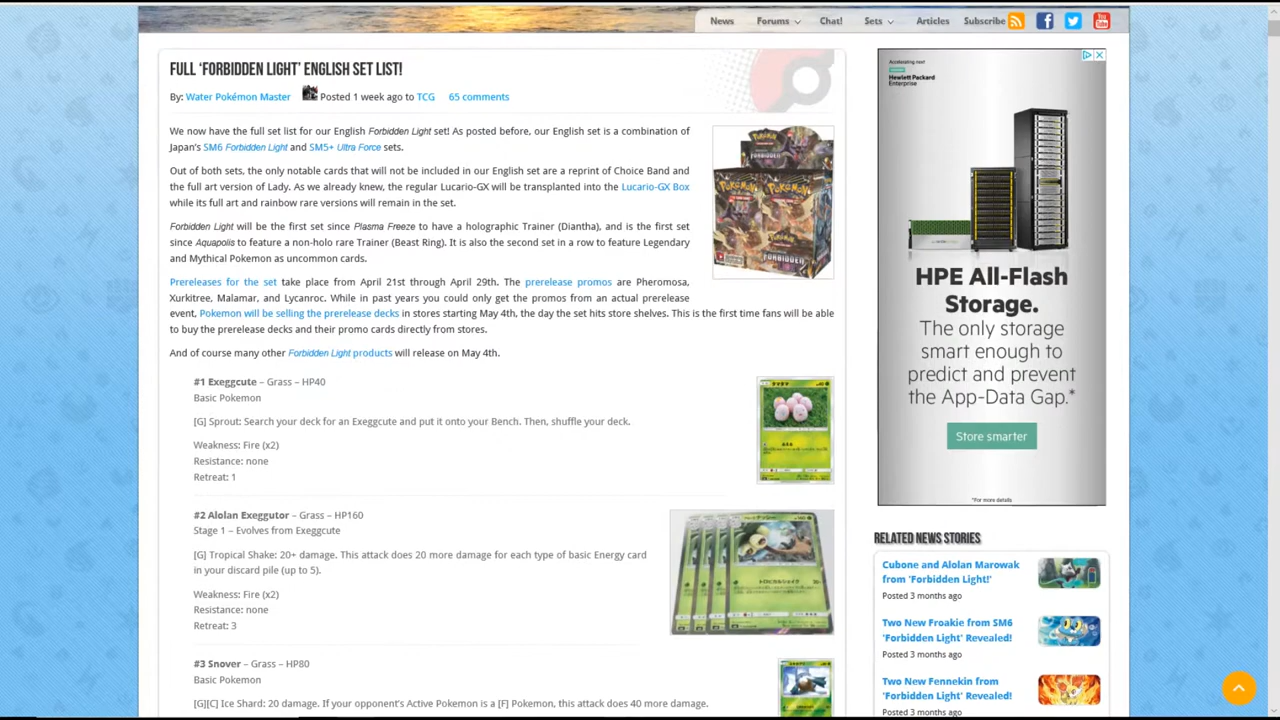 News Forums Chat! Sets Articles Subscribe
FULL ‘FORBIDDEN LIGHT’ ENGLISH SET LIST!
By: Water Pokémon Master Posted 1 week ago to TCG 65 comments
We now have the full set list for our English Forbidden Light set! As posted before, our English set is a combination of
Japan's SM6 Forbidden Light and SM5+ Ultra Force sets.
Out of both sets, the only notable cards that will not be included in our English set are a reprint of Choice Band and
the full art version of Lady. As we already knew, the regular Lucario-GX will be transplanted into the Lucario-GX Box
while its full art and rainbow rare versions will remain in the set.
Forbidden Light will be the first set since Plasma Freeze to have a holographic Trainer (Diantha), and is the first set
since Aquapolis to feature a non-holo rare Trainer (Beast Ring). It is also the second set in a row to feature Legendary
and Mythical Pokemon as uncommon cards.
Prereleases for the set take place from April 21st through April 29th. The prerelease promos are Pheromosa,
Xurkitree, Malamar, and Lycanroc. While in past years you could only get the promos from an actual prerelease
event, Pokemon will be selling the prerelease decks in stores starting May 4th, the day the set hits store shelves. This is the first time fans will be able
to buy the prerelease decks and their promo cards directly from stores.
And of course many other Forbidden Light products will release on May 4th.
#1 Exeggcute – Grass – HP40
Basic Pokemon
[G] Sprout: Search your deck for an Exeggcute and put it onto your Bench. Then, shuffle your deck.
Weakness: Fire (x2)
Resistance: none
Retreat: 1
#2 Alolan Exeggutor – Grass – HP160
Stage 1 – Evolves from Exeggcute
[G] Tropical Shake: 20+ damage. This attack does 20 more damage for each type of basic Energy card
in your discard pile (up to 5).
Weakness: Fire (x2)
Resistance: none
Retreat: 3
#3 Snover – Grass – HP80
Basic Pokemon
[G][C] Ice Shard: 20 damage. If your opponent's Active Pokemon is a [F] Pokemon, this attack does 40 more damage.
Accelerating next
Hewlett Packard
Enterprise
HPE All-Flash
Storage.
The only storage
smart enough to
predict and prevent
the App-Data Gap.*
Store smarter
*For more details
RELATED NEWS STORIES
Cubone and Alolan Marowak
from 'Forbidden Light!'
Posted 3 months ago
Two New Froakie from SM6
'Forbidden Light' Revealed!
Posted 3 months ago
Two New Fennekin from
'Forbidden Light' Revealed!
Posted 3 months ago